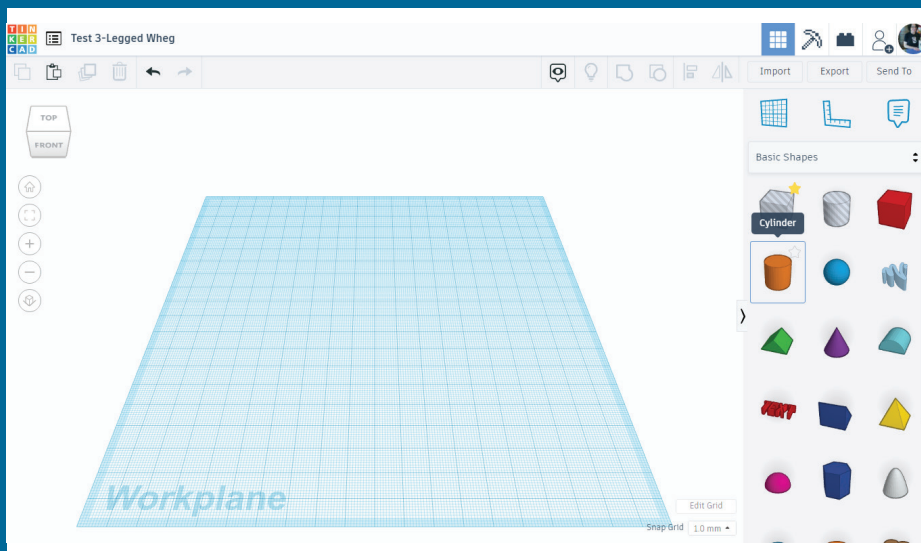 TIN
KER
CAD
Test 3-Legged Wheg
Import
Export
Send To
TOP
FRONT
Basic Shapes
Cylinder
TEXT
Workplane
Edit Grid
Snap Grid 1.0 mm